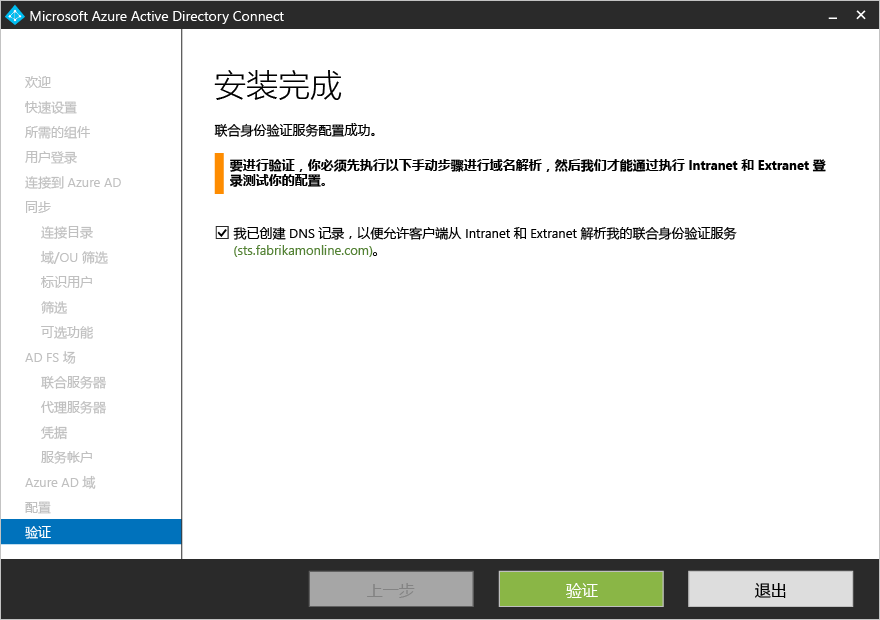 Microsoft Azure Active Directory Connect
欢迎
快速设置
所需的组件
用户登录
连接到 Azure AD
同步
连接目录
域/OU 筛选
标识用户
筛选
可选功能
AD FS 场
联合服务器
代理服务器
凭据
服务帐户
Azure AD 域
配置
验证
安装完成
联合身份验证服务配置成功。
要进行验证，你必须先执行以下手动步骤进行域名解析，然后我们才能通过执行 Intranet 和 Extranet 登
录测试你的配置。
我已创建 DNS 记录，以便允许客户端从 Intranet 和 Extranet 解析我的联合身份验证服务
(sts.fabrikamonline.com)。
上一步
验证
退出